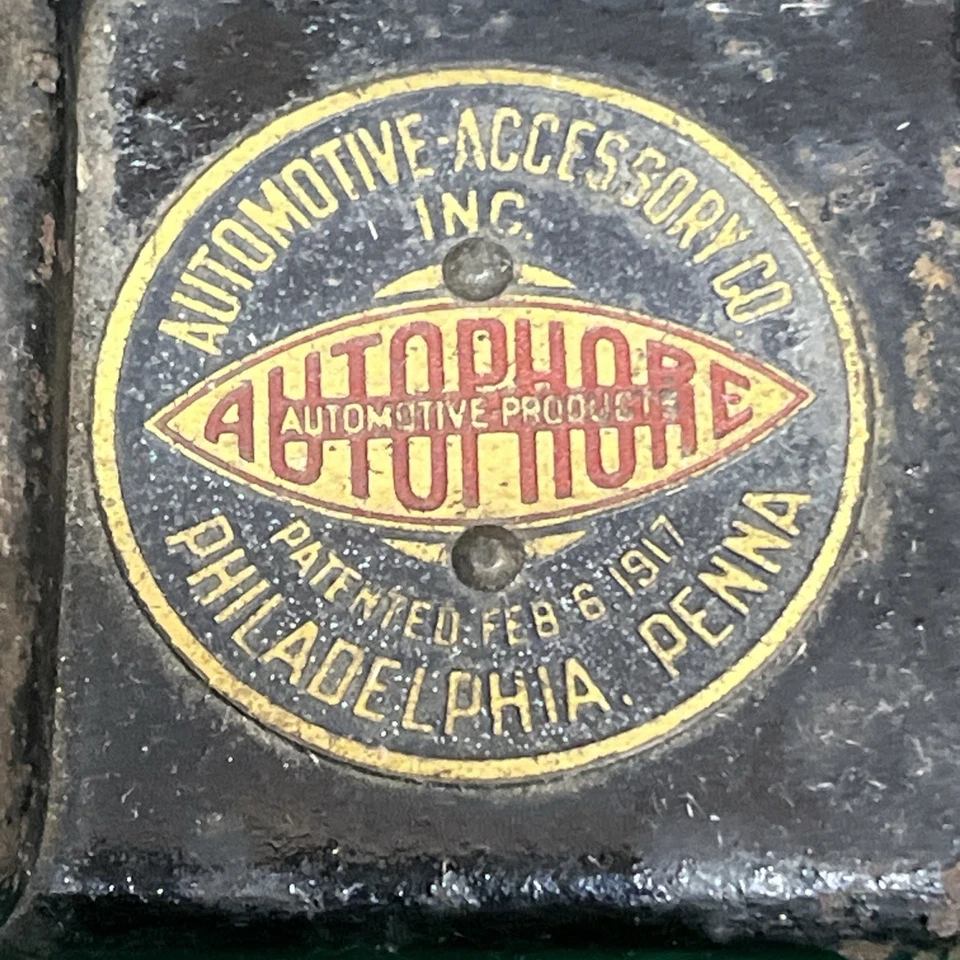 AUTOMOTIVE-ACCESSORY CO.
INC.
AUTOPHORE
AUTOMOTIVE-PRODUCTS
PATENTED FEB 6 1917
PHILADELPHIA, PENNA